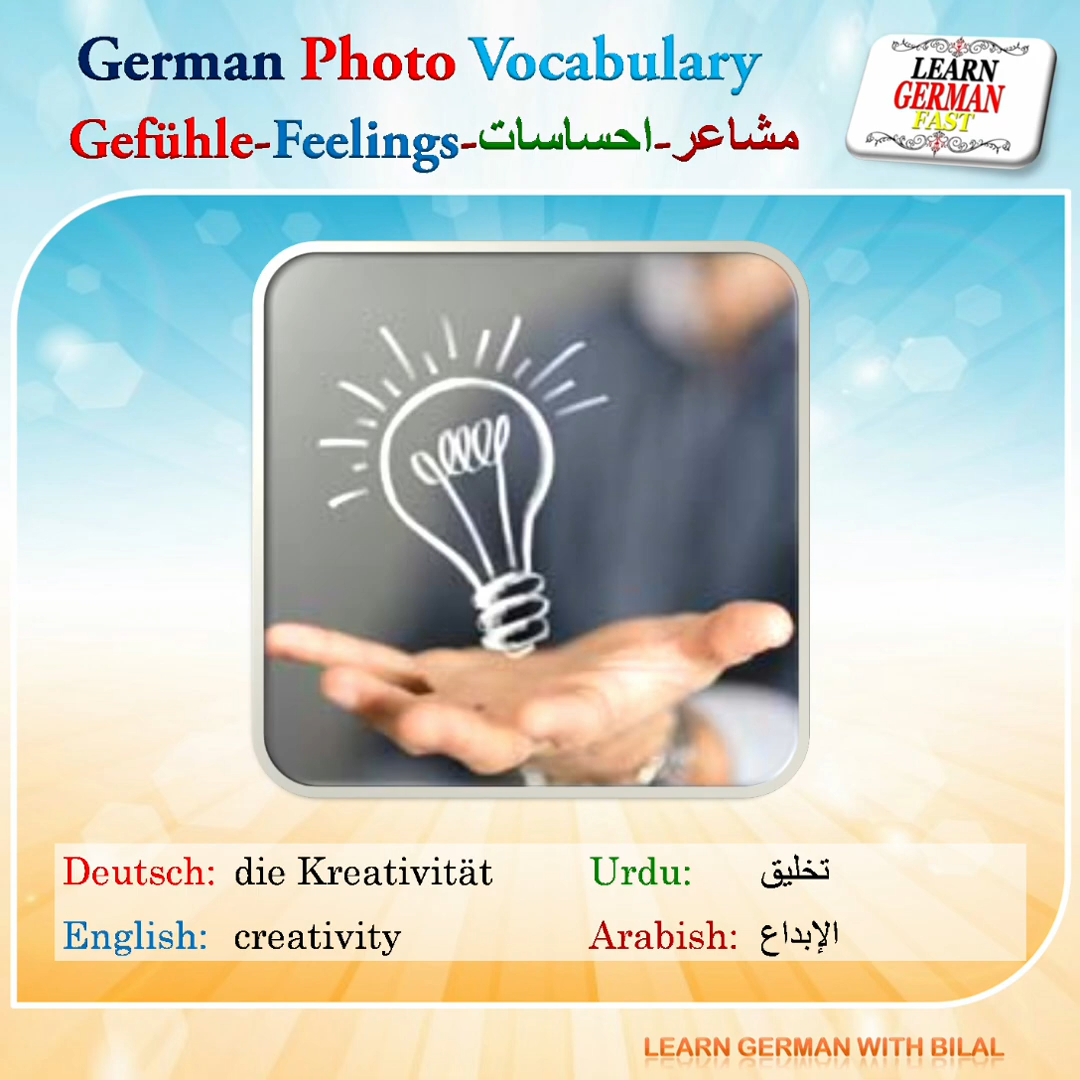 German Photo Vocabulary
Gefühle-Feelings-احساسات-مشاعر
LEARN
GERMAN
FAST
Deutsch: die Kreativität
Urdu: تخلیق
English: creativity
Arabish: الإبداع
LEARN GERMAN WITH BILAL